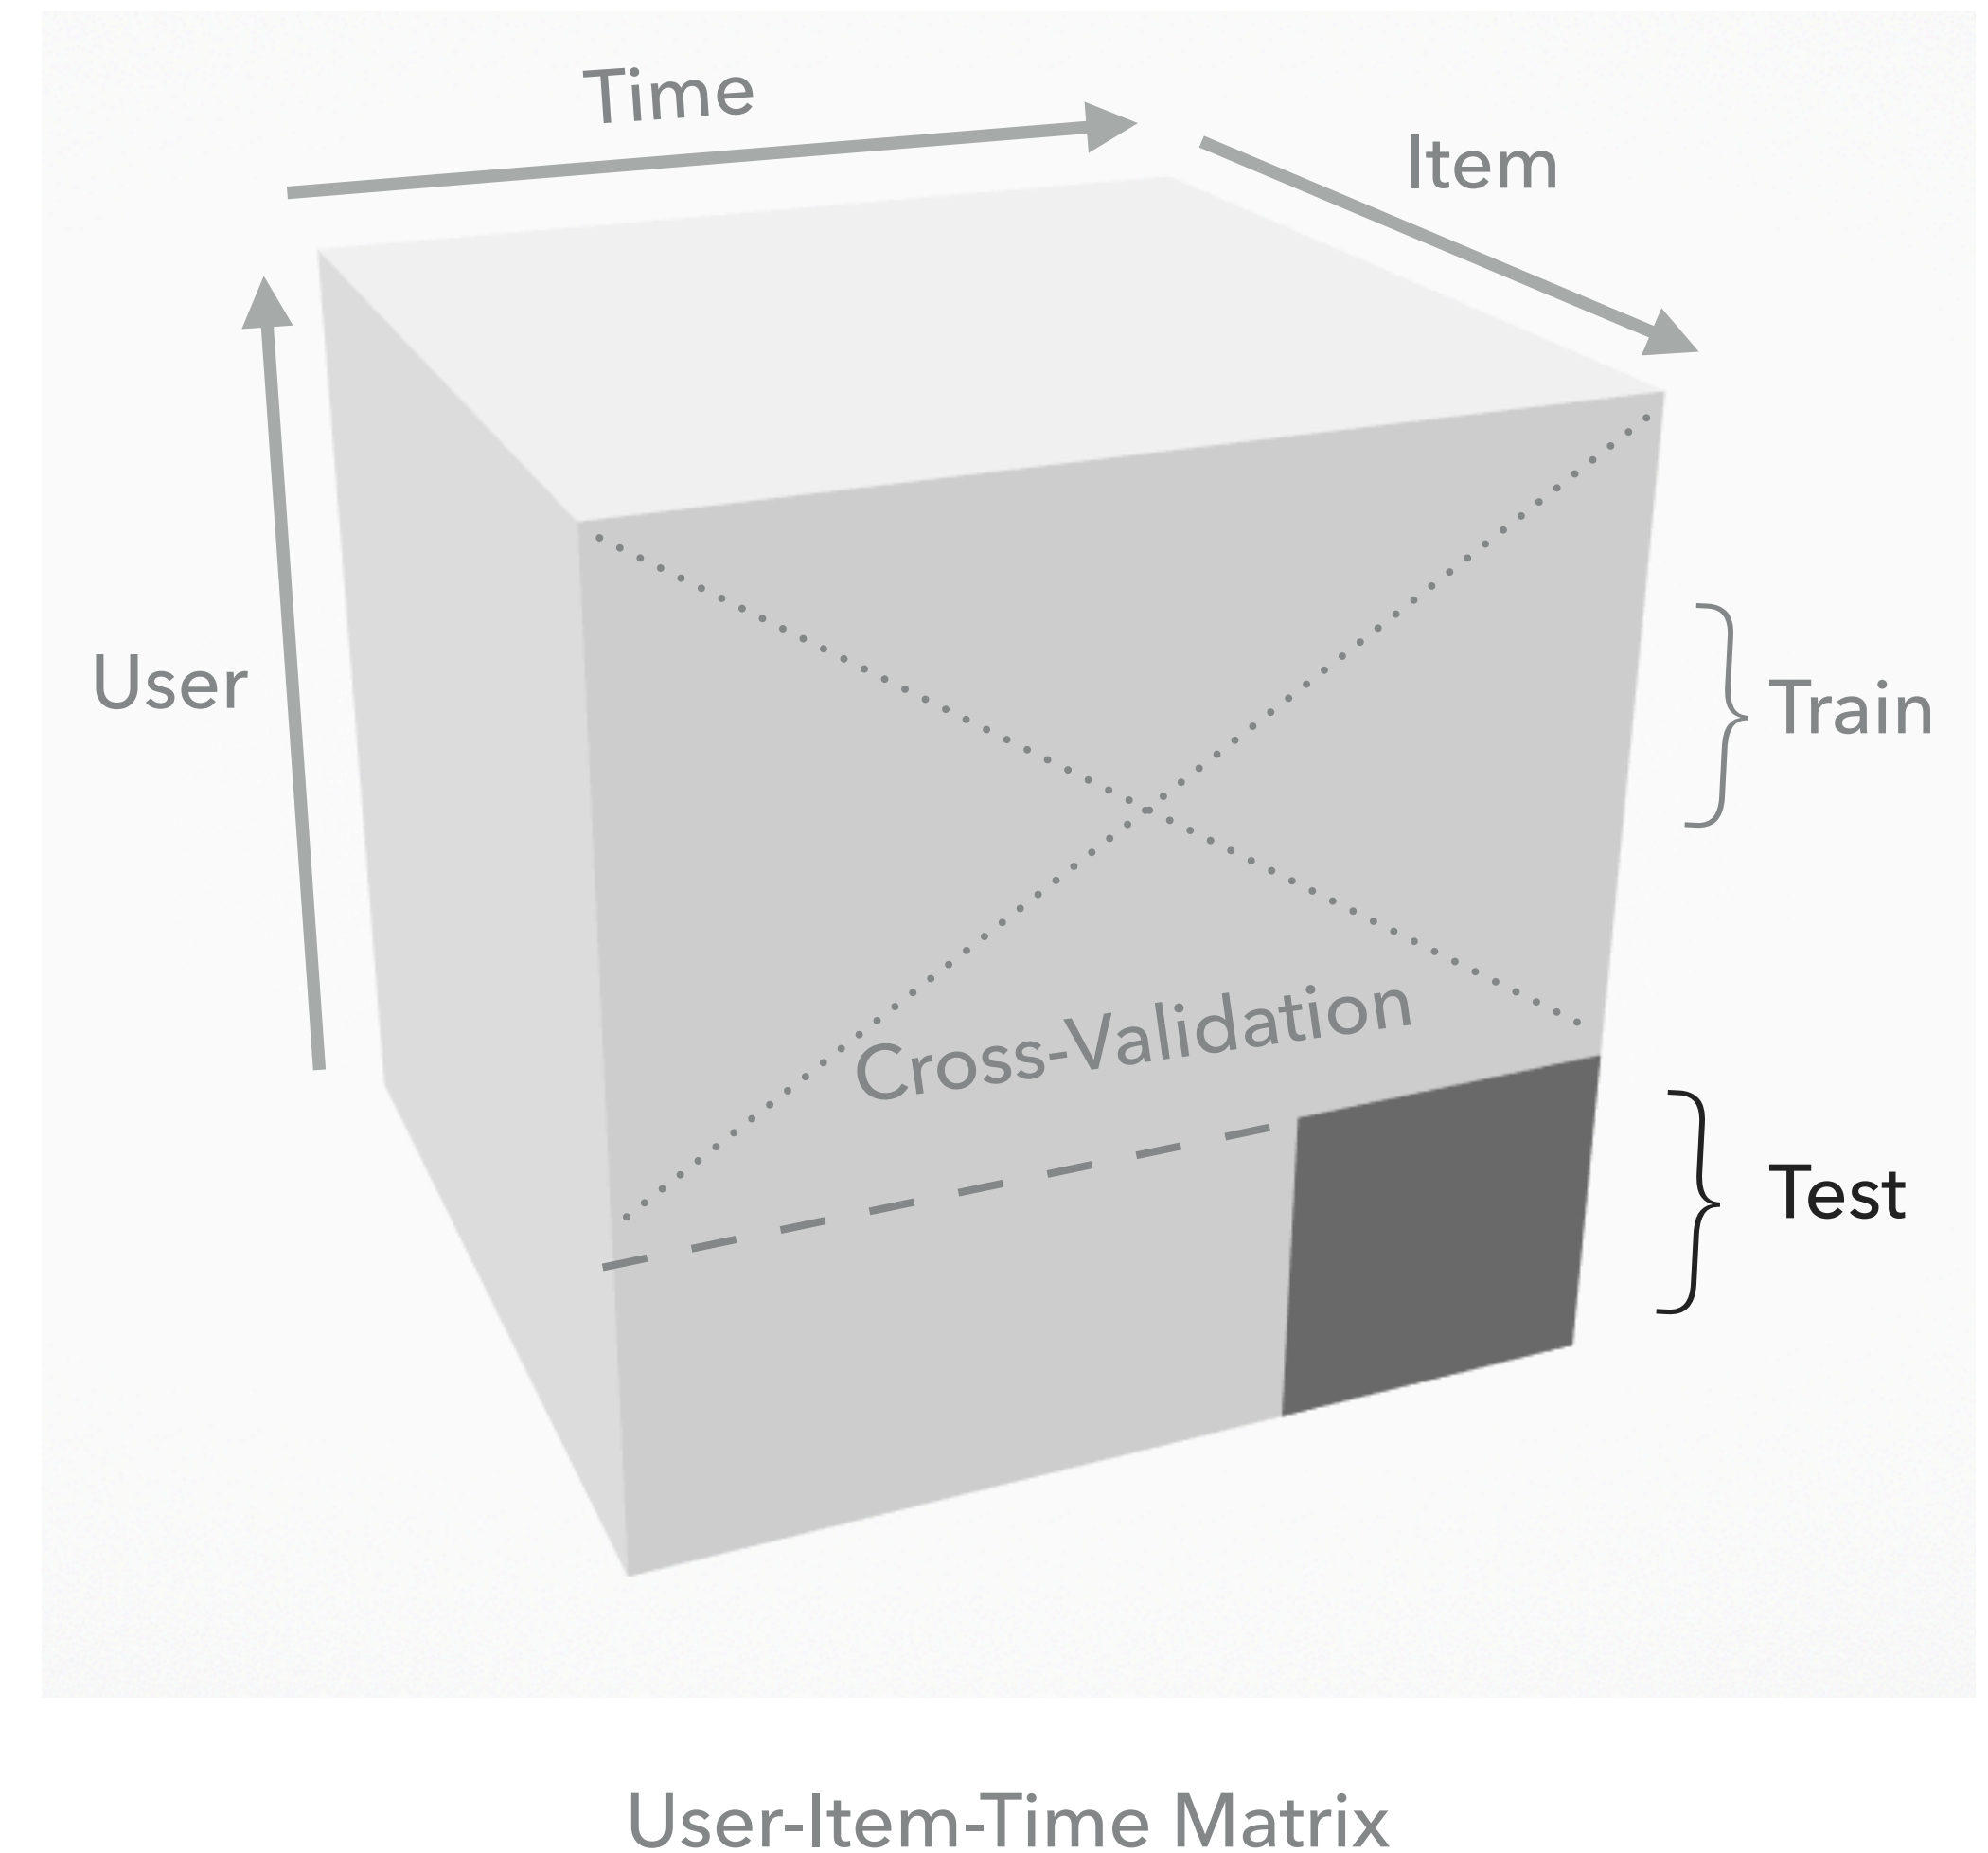 Time
Item
User
Train
Cross-Validation
Test
User-Item-Time Matrix